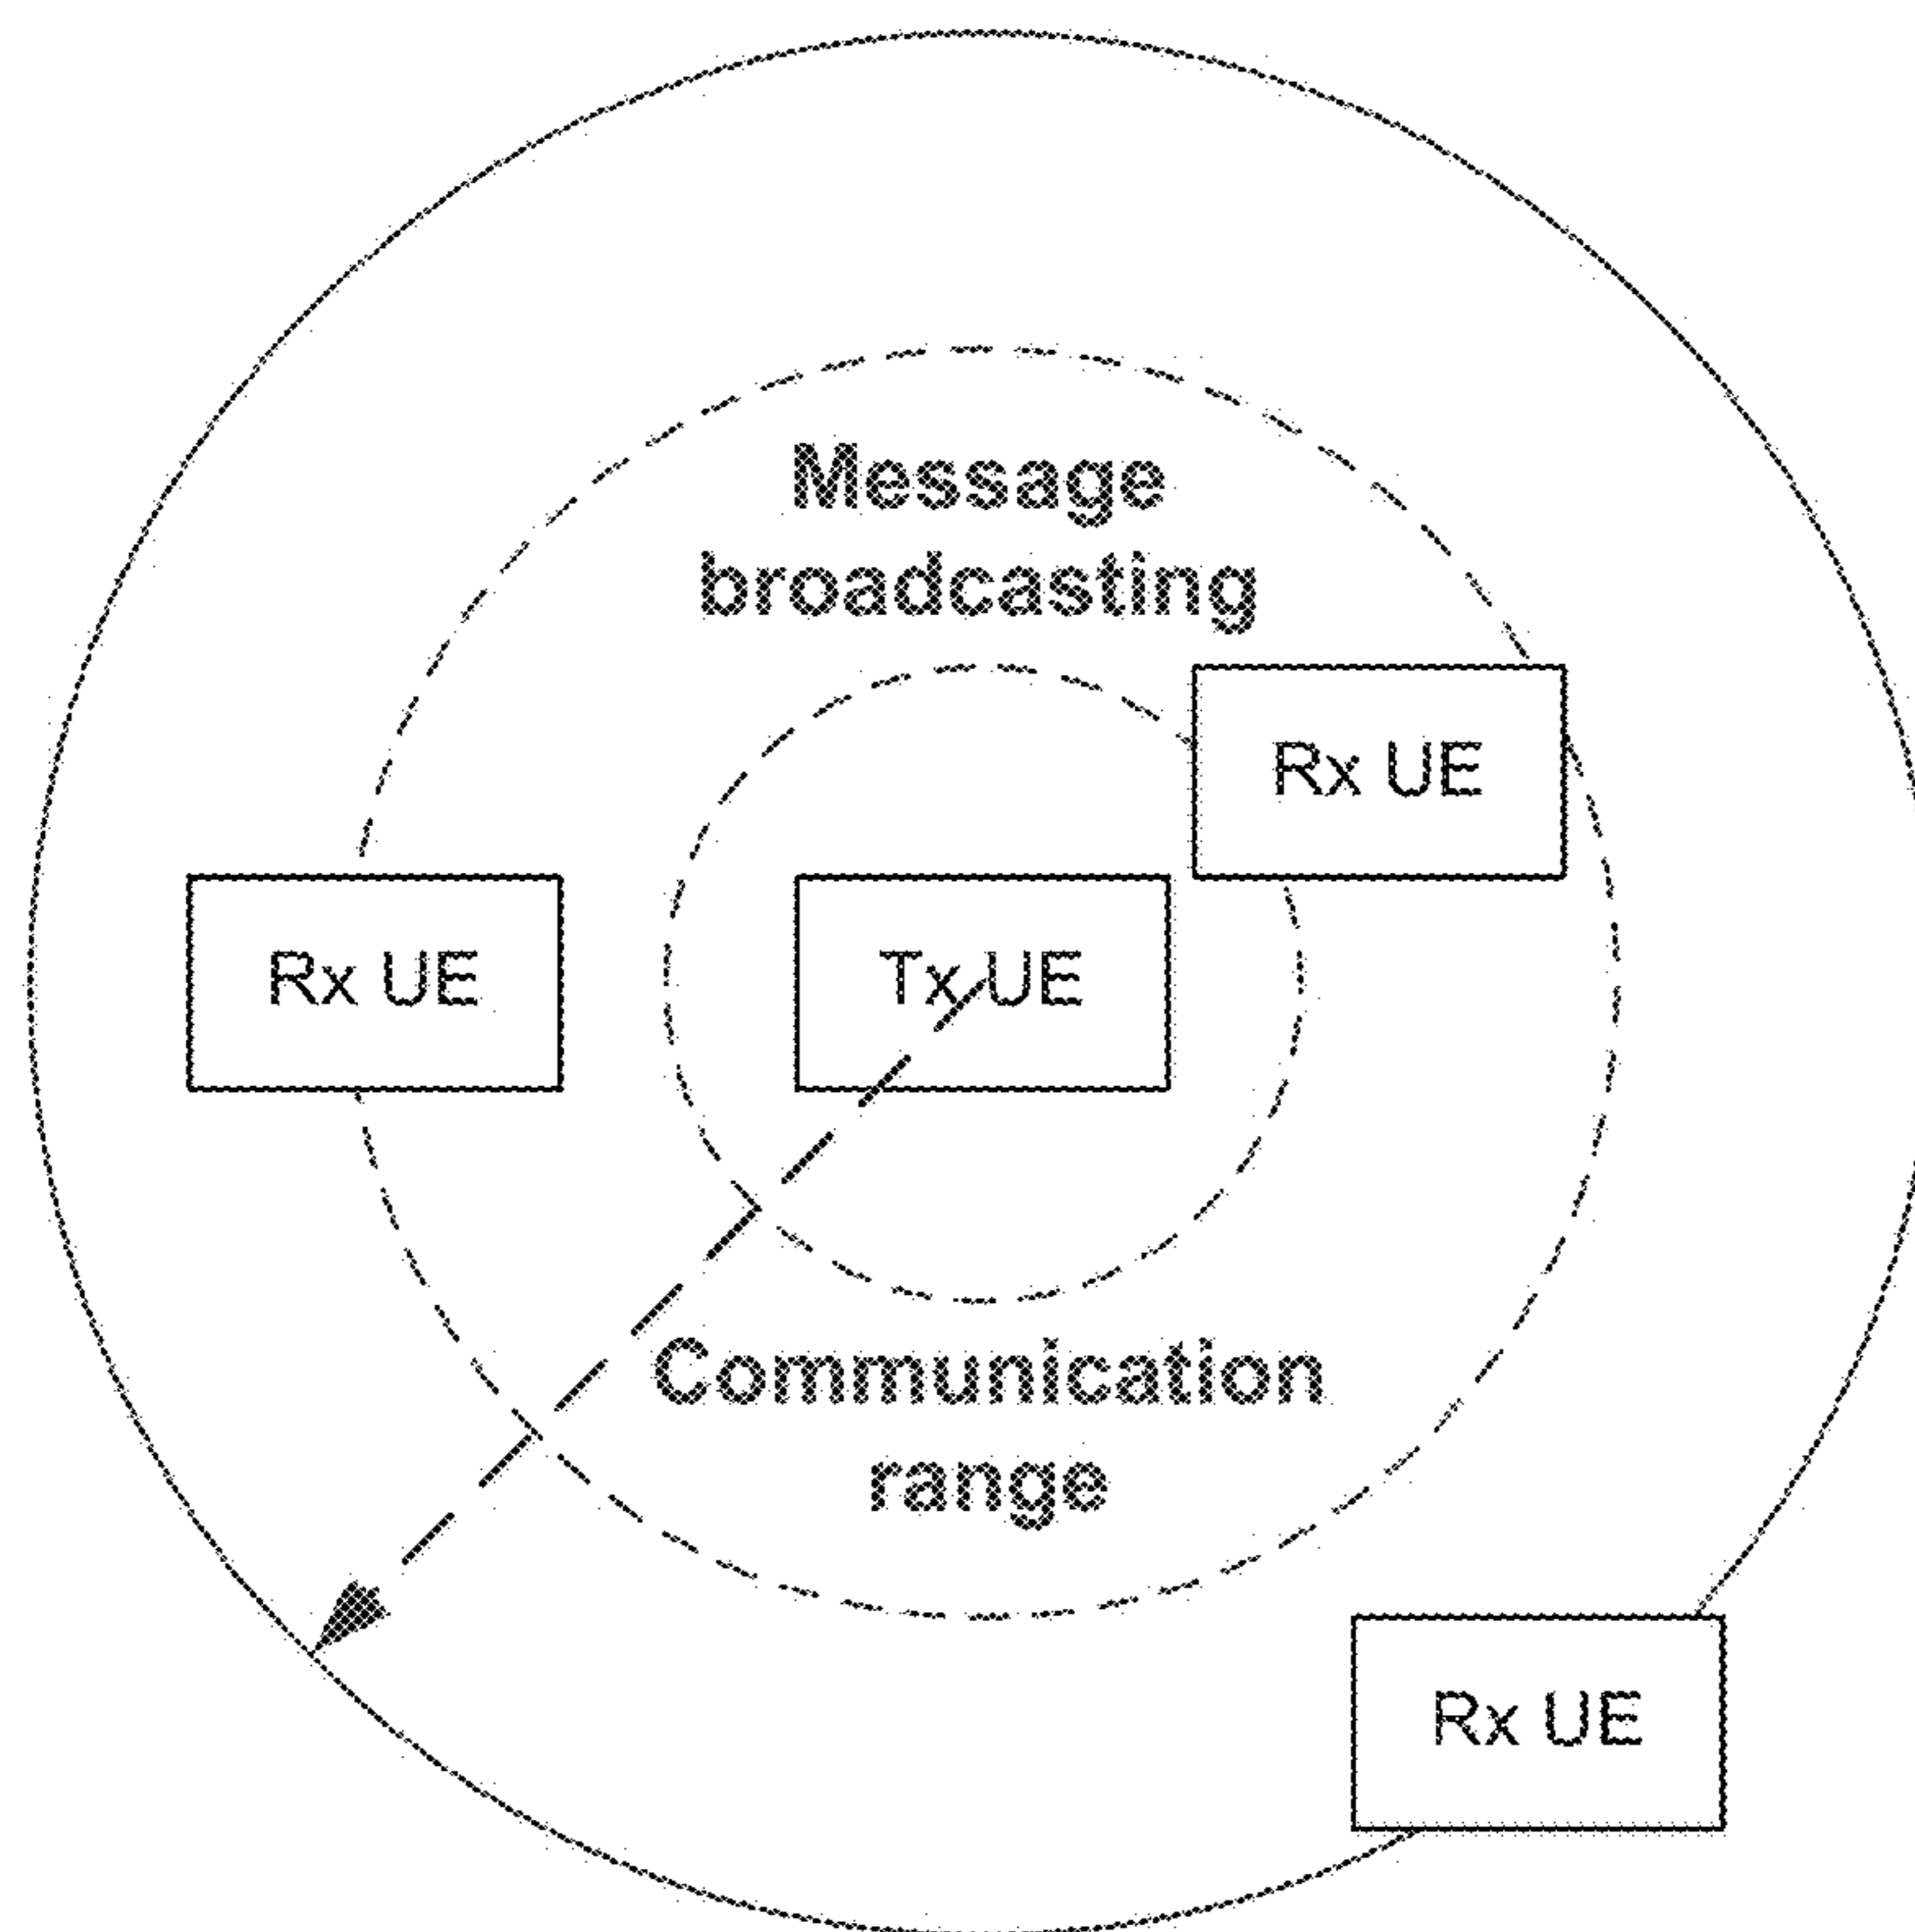 Message
broadcasting
Rx UE
Rx UE
Tx UE
Communication
range
Rx UE